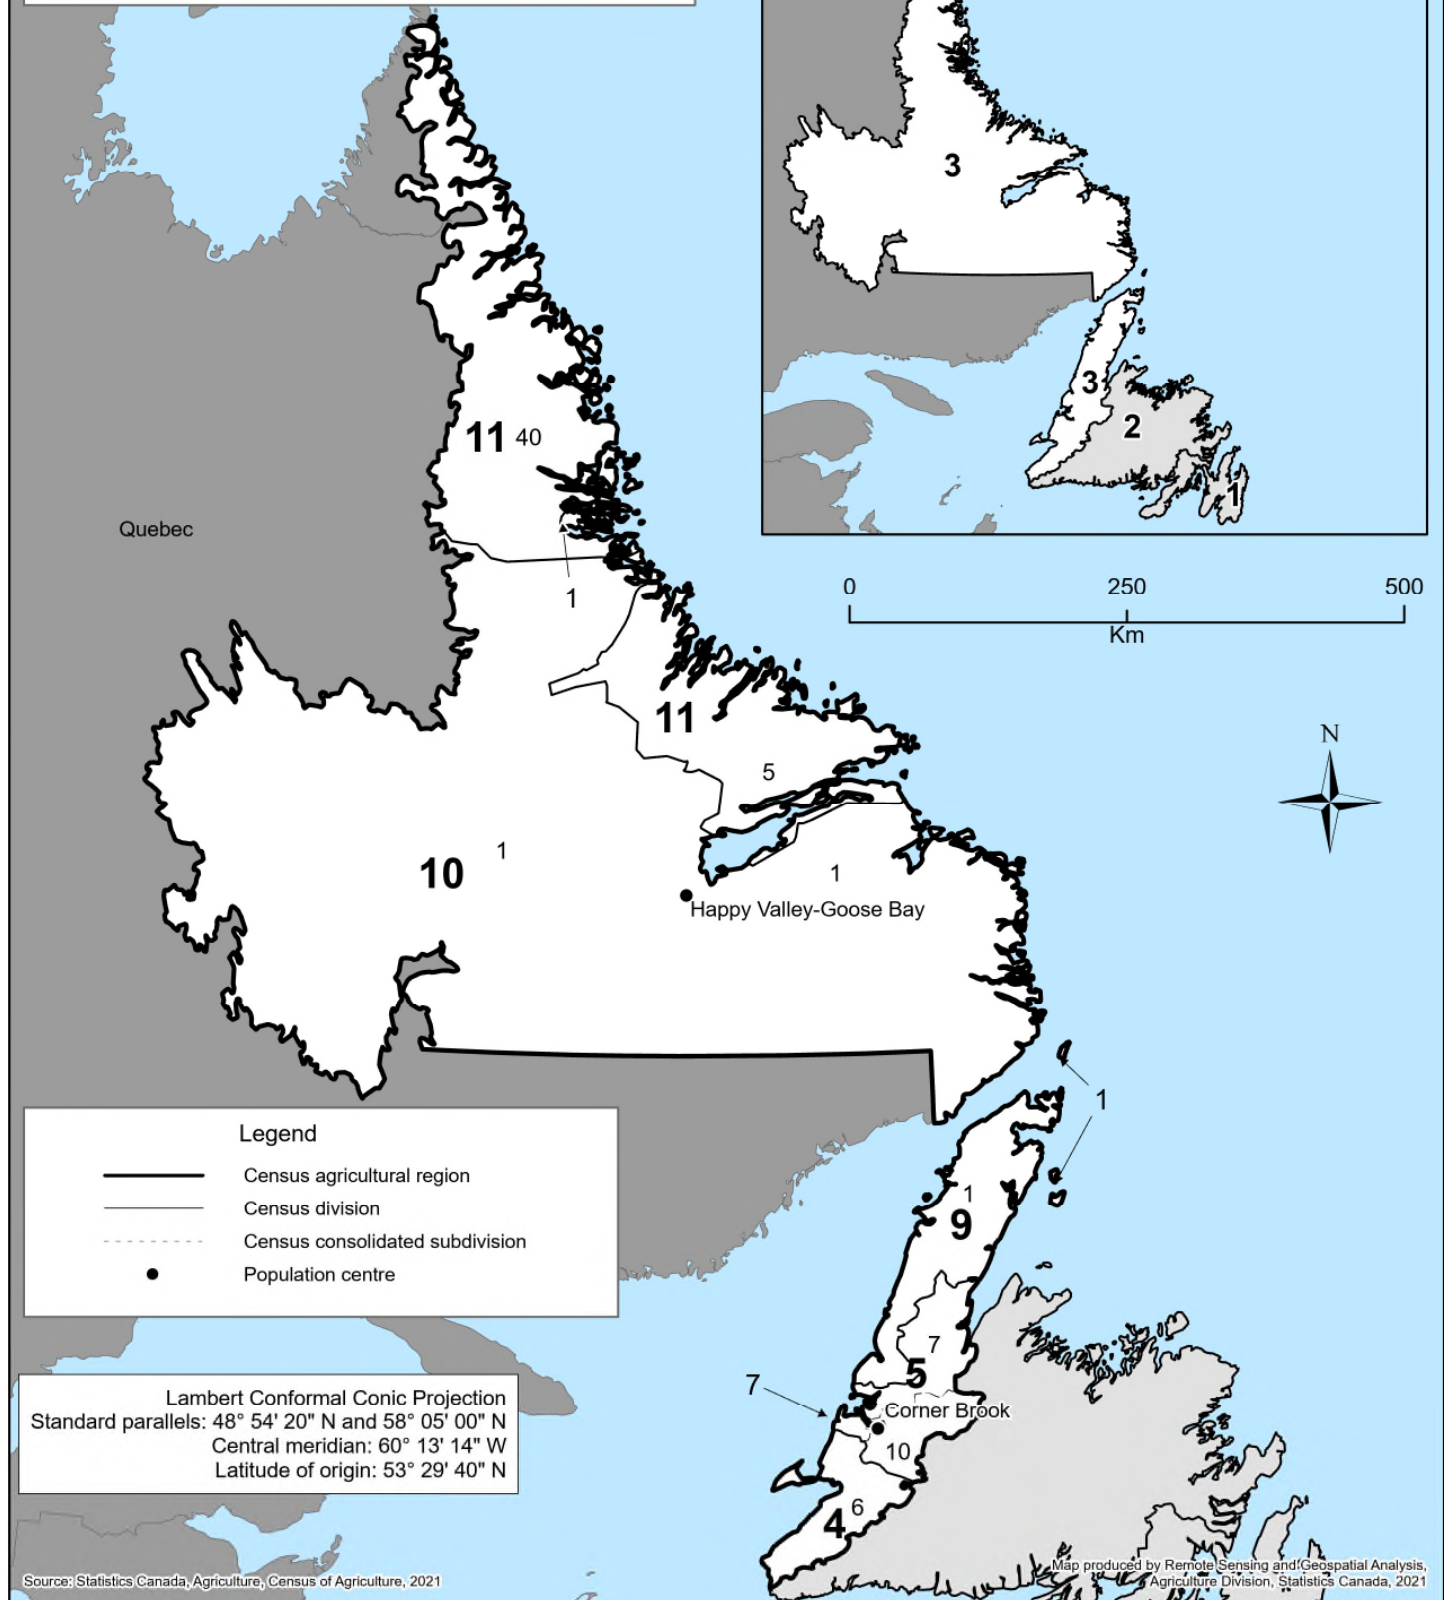 3
3
2
1
11 40
Quebec
1
0 250 500
Km
N
11
5
1
10
1
Happy Valley-Goose Bay
1
Legend
Census agricultural region
Census division
Census consolidated subdivision
Population centre
1
9
7
5
7
Corner Brook
10
6
4
Lambert Conformal Conic Projection
Standard parallels: 48° 54' 20" N and 58° 05' 00" N
Central meridian: 60° 13' 14" W
Latitude of origin: 53° 29' 40" N
Source: Statistics Canada, Agriculture, Census of Agriculture, 2021
Map produced by Remote Sensing and Geospatial Analysis,
Agriculture Division, Statistics Canada, 2021